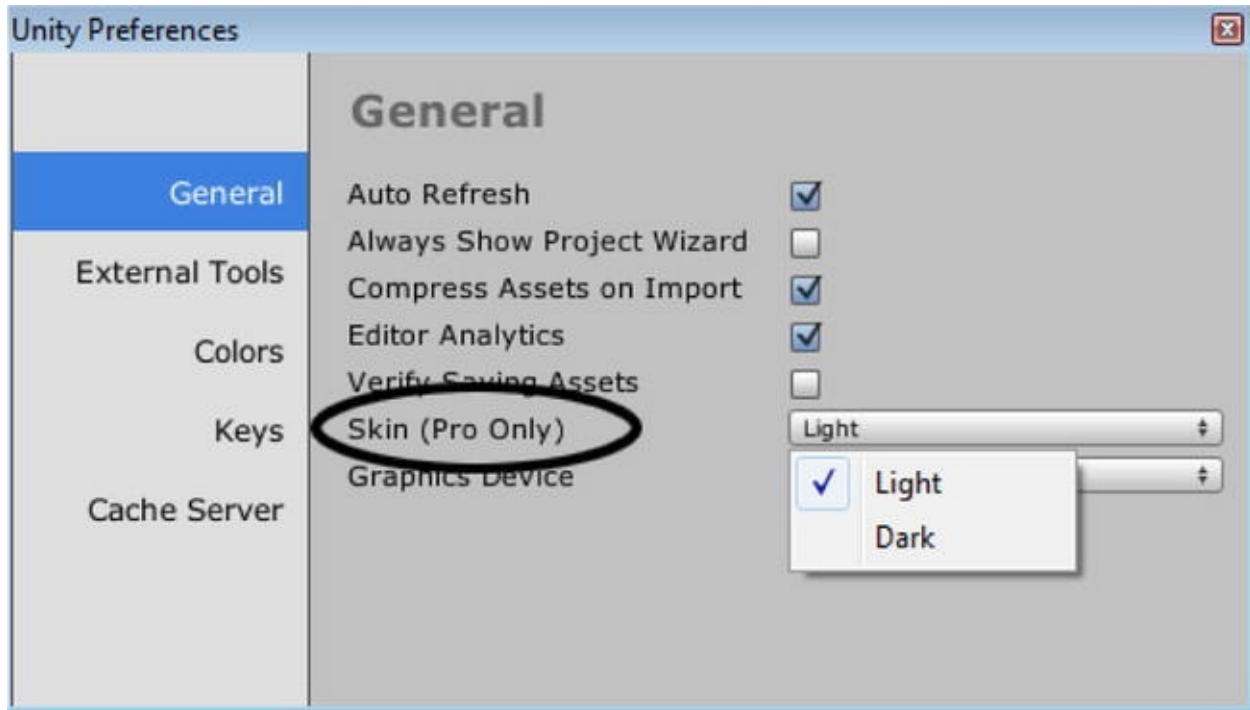 Unity Preferences
General
General
Auto Refresh
Always Show Project Wizard
External Tools
Compress Assets on Import
Editor Analytics
Colors
Verify Saving Assets
Keys
Skin (Pro Only)
Light
Graphics Device
Light
Cache Server
Dark